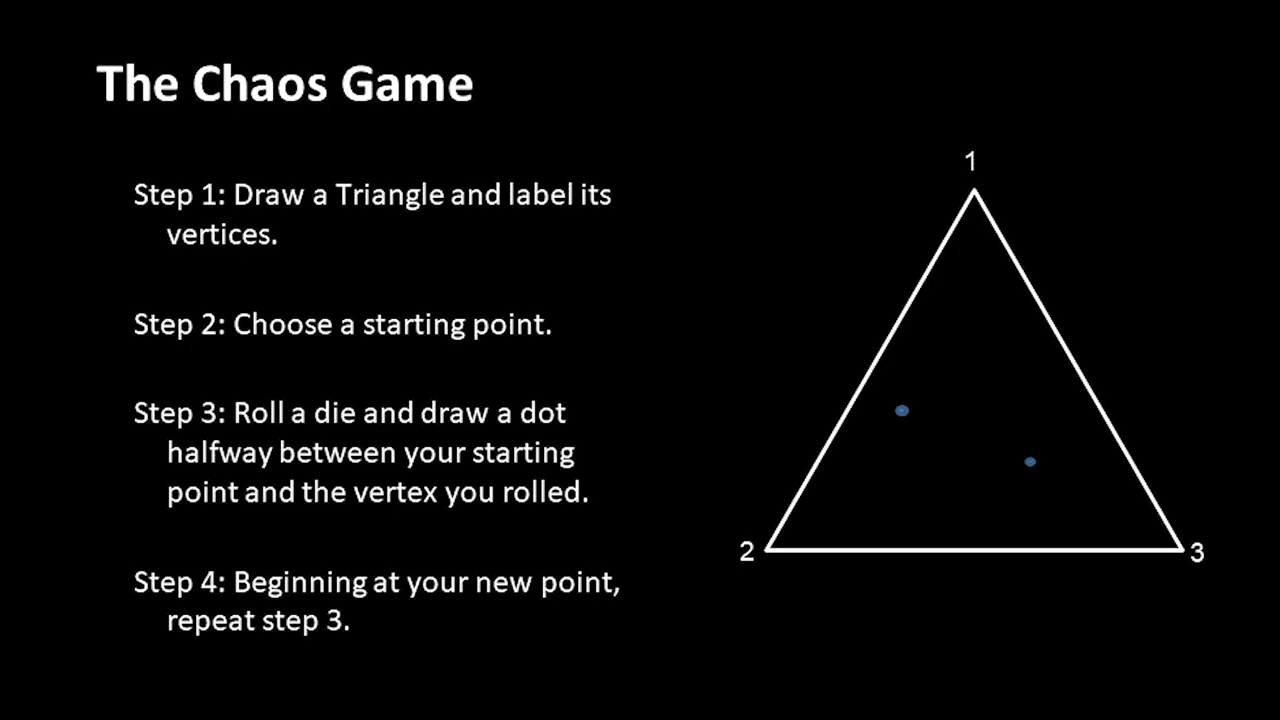 The Chaos Game
Step 1: Draw a Triangle and label its
vertices.
Step 2: Choose a starting point.
Step 3: Roll a die and draw a dot
halfway between your starting
point and the vertex you rolled.
Step 4: Beginning at your new point,
repeat step 3.
1
2
3